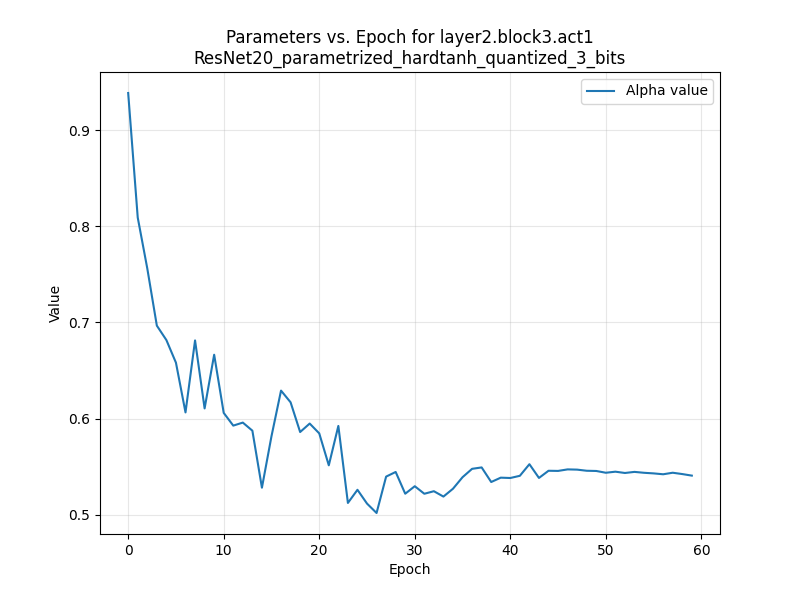 Parameters vs. Epoch for layer2.block3.act1
ResNet20_parametrized_hardtanh_quantized_3_bits
Alpha value
0.9
0.8
0.7
0.6
0.5
Value
0
10
20
30
40
50
60
Epoch